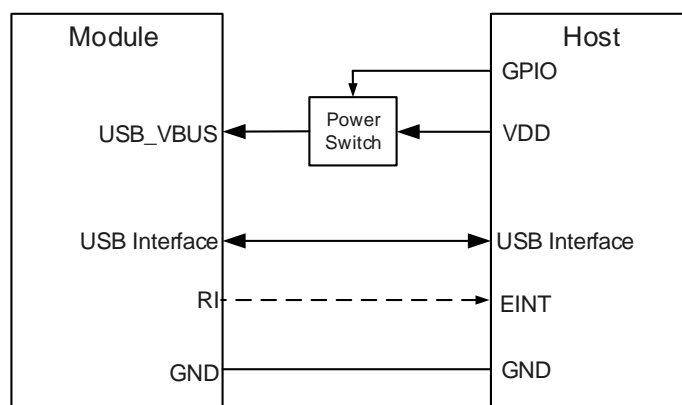 Module
Host
GPIO
USB_VBUS
Power
Switch
VDD
USB Interface
USB Interface
RI
EINT
GND
GND